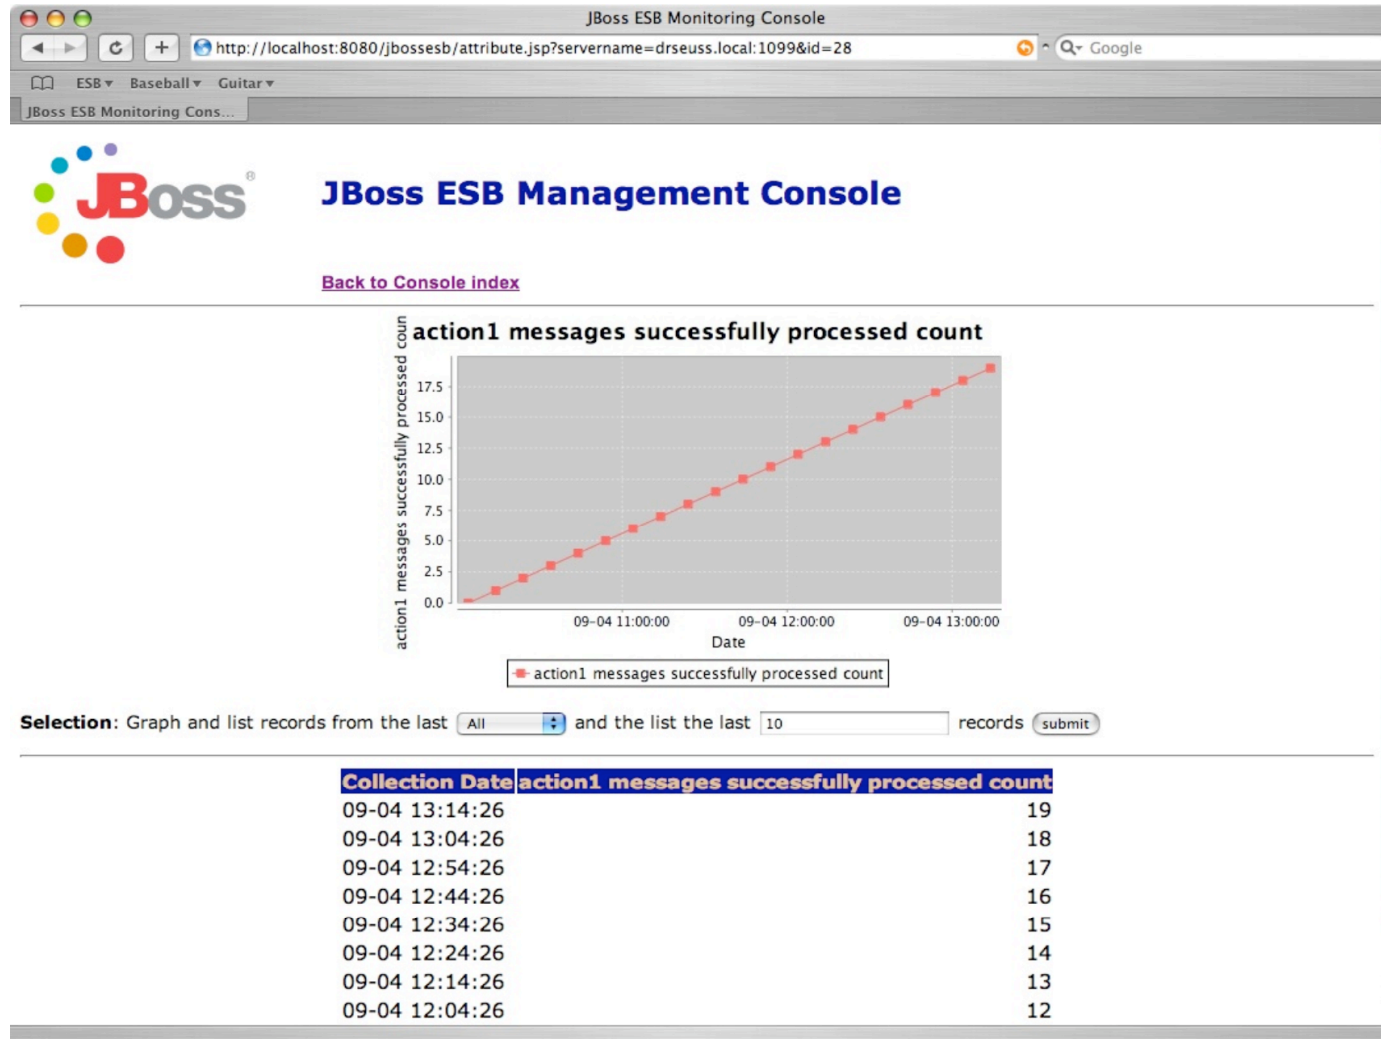 JBoss ESB Monitoring Console
http://localhost:8080/jbossesb/attribute.jsp?servername=drseuss.local:1099&id=28
Google
ESB Baseball Guitar
JBoss ESB Monitoring Cons...
JBoss®
JBoss ESB Management Console
Back to Console index
action1 messages successfully processed count
action1 messages successfully processed coun
17.5
15.0
12.5
10.0
7.5
5.0
2.5
0.0
09-04 11:00:00 09-04 12:00:00 09-04 13:00:00
Date
action1 messages successfully processed count
Selection: Graph and list records from the last All and the list the last 10 records submit
Collection Date action1 messages successfully processed count
09-04 13:14:26 19
09-04 13:04:26 18
09-04 12:54:26 17
09-04 12:44:26 16
09-04 12:34:26 15
09-04 12:24:26 14
09-04 12:14:26 13
09-04 12:04:26 12